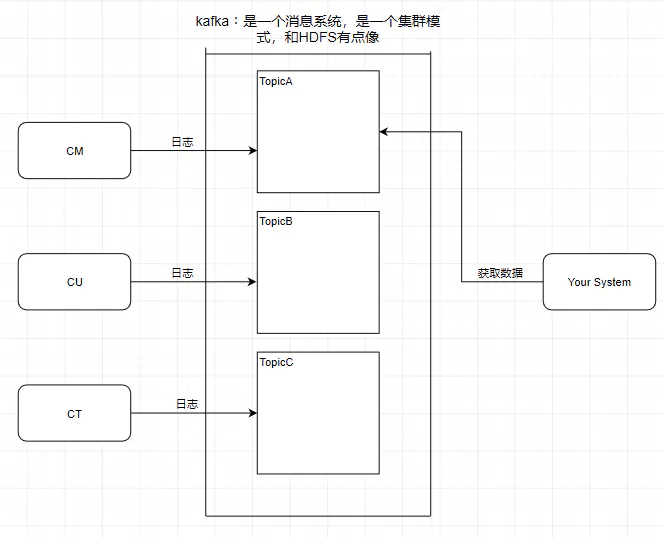 kafka：是一个消息系统，是一个集群模
式，和HDFS有点像
TopicA
CM
日志
TopicB
CU
日志
获取数据
Your System
TopicC
CT
日志